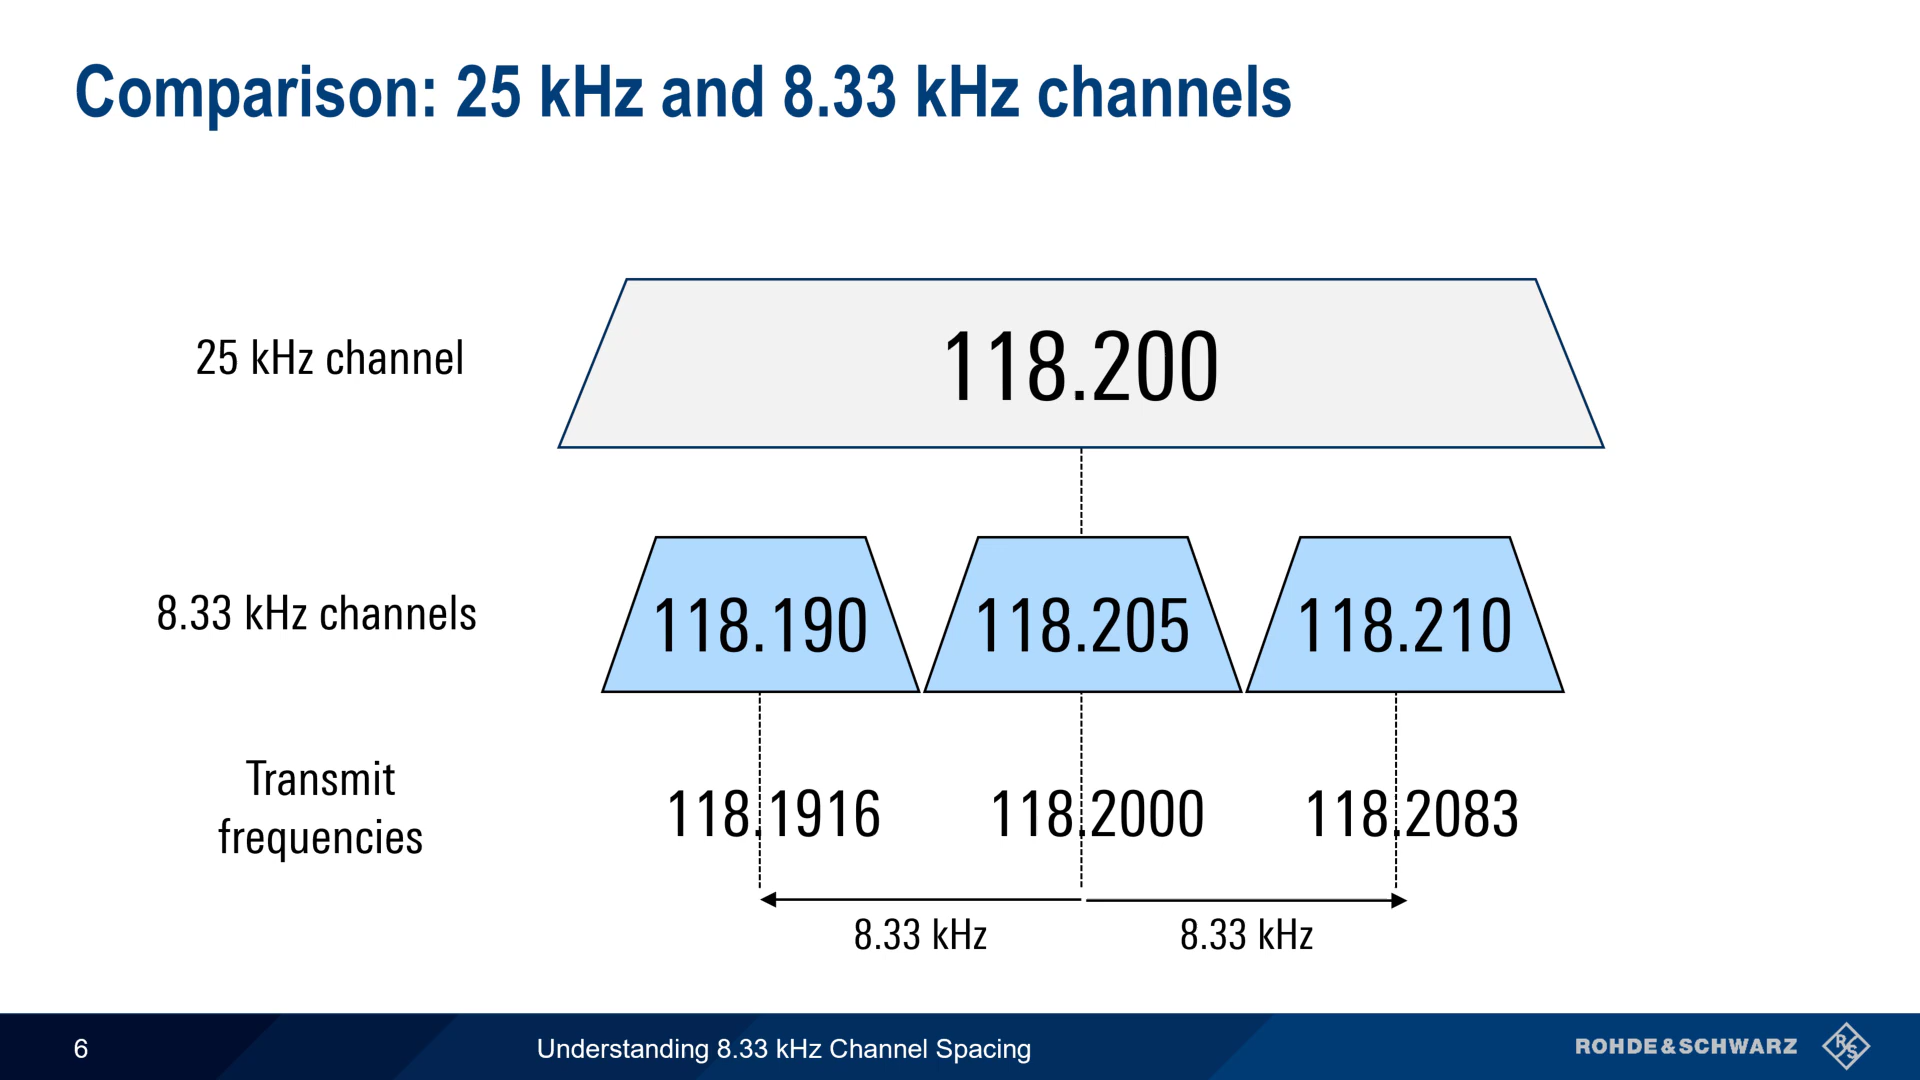 Comparison: 25 kHz and 8.33 kHz channels
25 kHz channel
118.200
8.33 kHz channels
118.190
118.205
118.210
Transmit
frequencies
118.1916
118.2000
118.2083
8.33 kHz
8.33 kHz
6
Understanding 8.33 kHz Channel Spacing
ROHDE&SCHWARZ
R&S